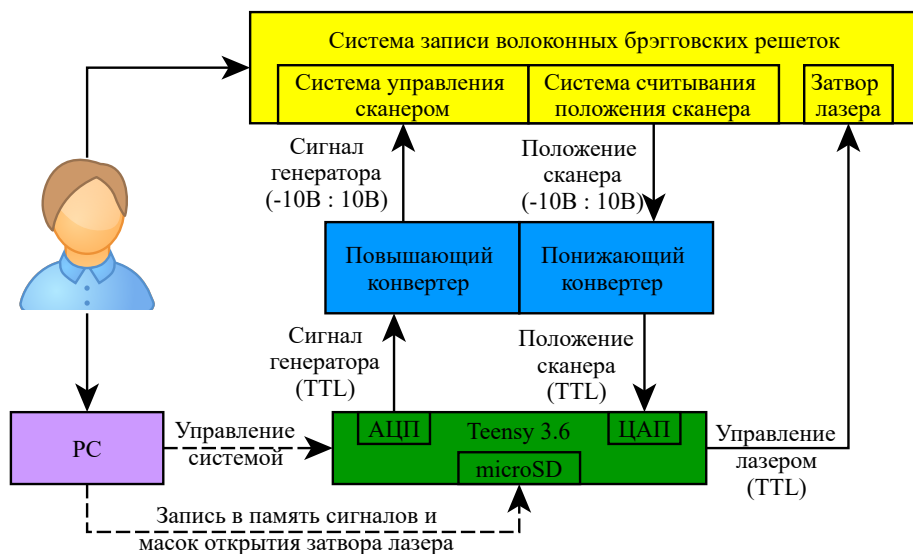 Система записи волоконных брэгговских решеток
Система управления
сканером
Система считывания
положения сканера
Затвор
лазера
Сигнал
генератора
(-10В : 10В)
Положение
сканера
(-10В : 10В)
Повышающий
конвертер
Понижающий
конвертер
Сигнал
генератора
(TTL)
Положение
сканера
(TTL)
PC
Управление
системой
АЦП
Teensy 3.6
ЦАП
microSD
Управление
лазером
(TTL)
Запись в память сигналов и
масок открытия затвора лазера